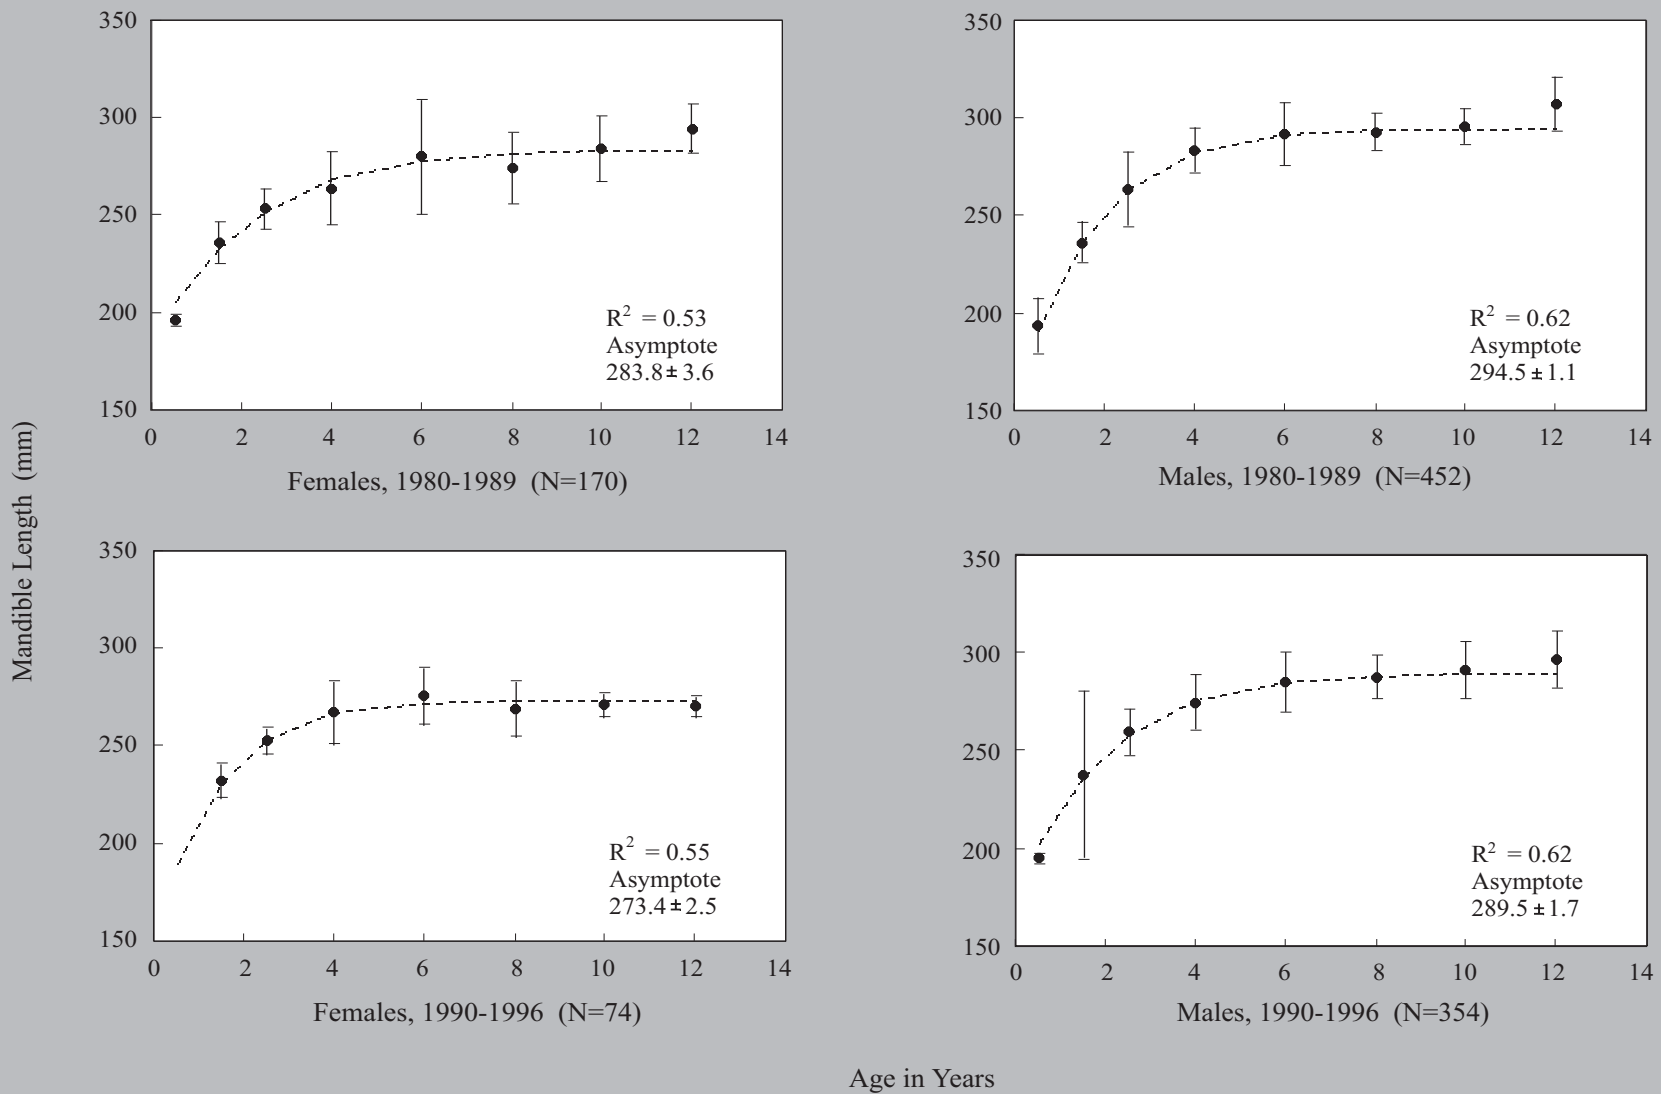 Mandible Length (mm)
350
300
250
200
150
R² = 0.53
Asymptote
283.8 ± 3.6
0 2 4 6 8 10 12 14
Females, 1980-1989 (N=170)
350
300
250
200
150
R² = 0.62
Asymptote
294.5 ± 1.1
0 2 4 6 8 10 12 14
Males, 1980-1989 (N=452)
350
300
250
200
150
R² = 0.55
Asymptote
273.4 ± 2.5
0 2 4 6 8 10 12 14
Females, 1990-1996 (N=74)
350
300
250
200
150
R² = 0.62
Asymptote
289.5 ± 1.7
0 2 4 6 8 10 12 14
Males, 1990-1996 (N=354)
Age in Years